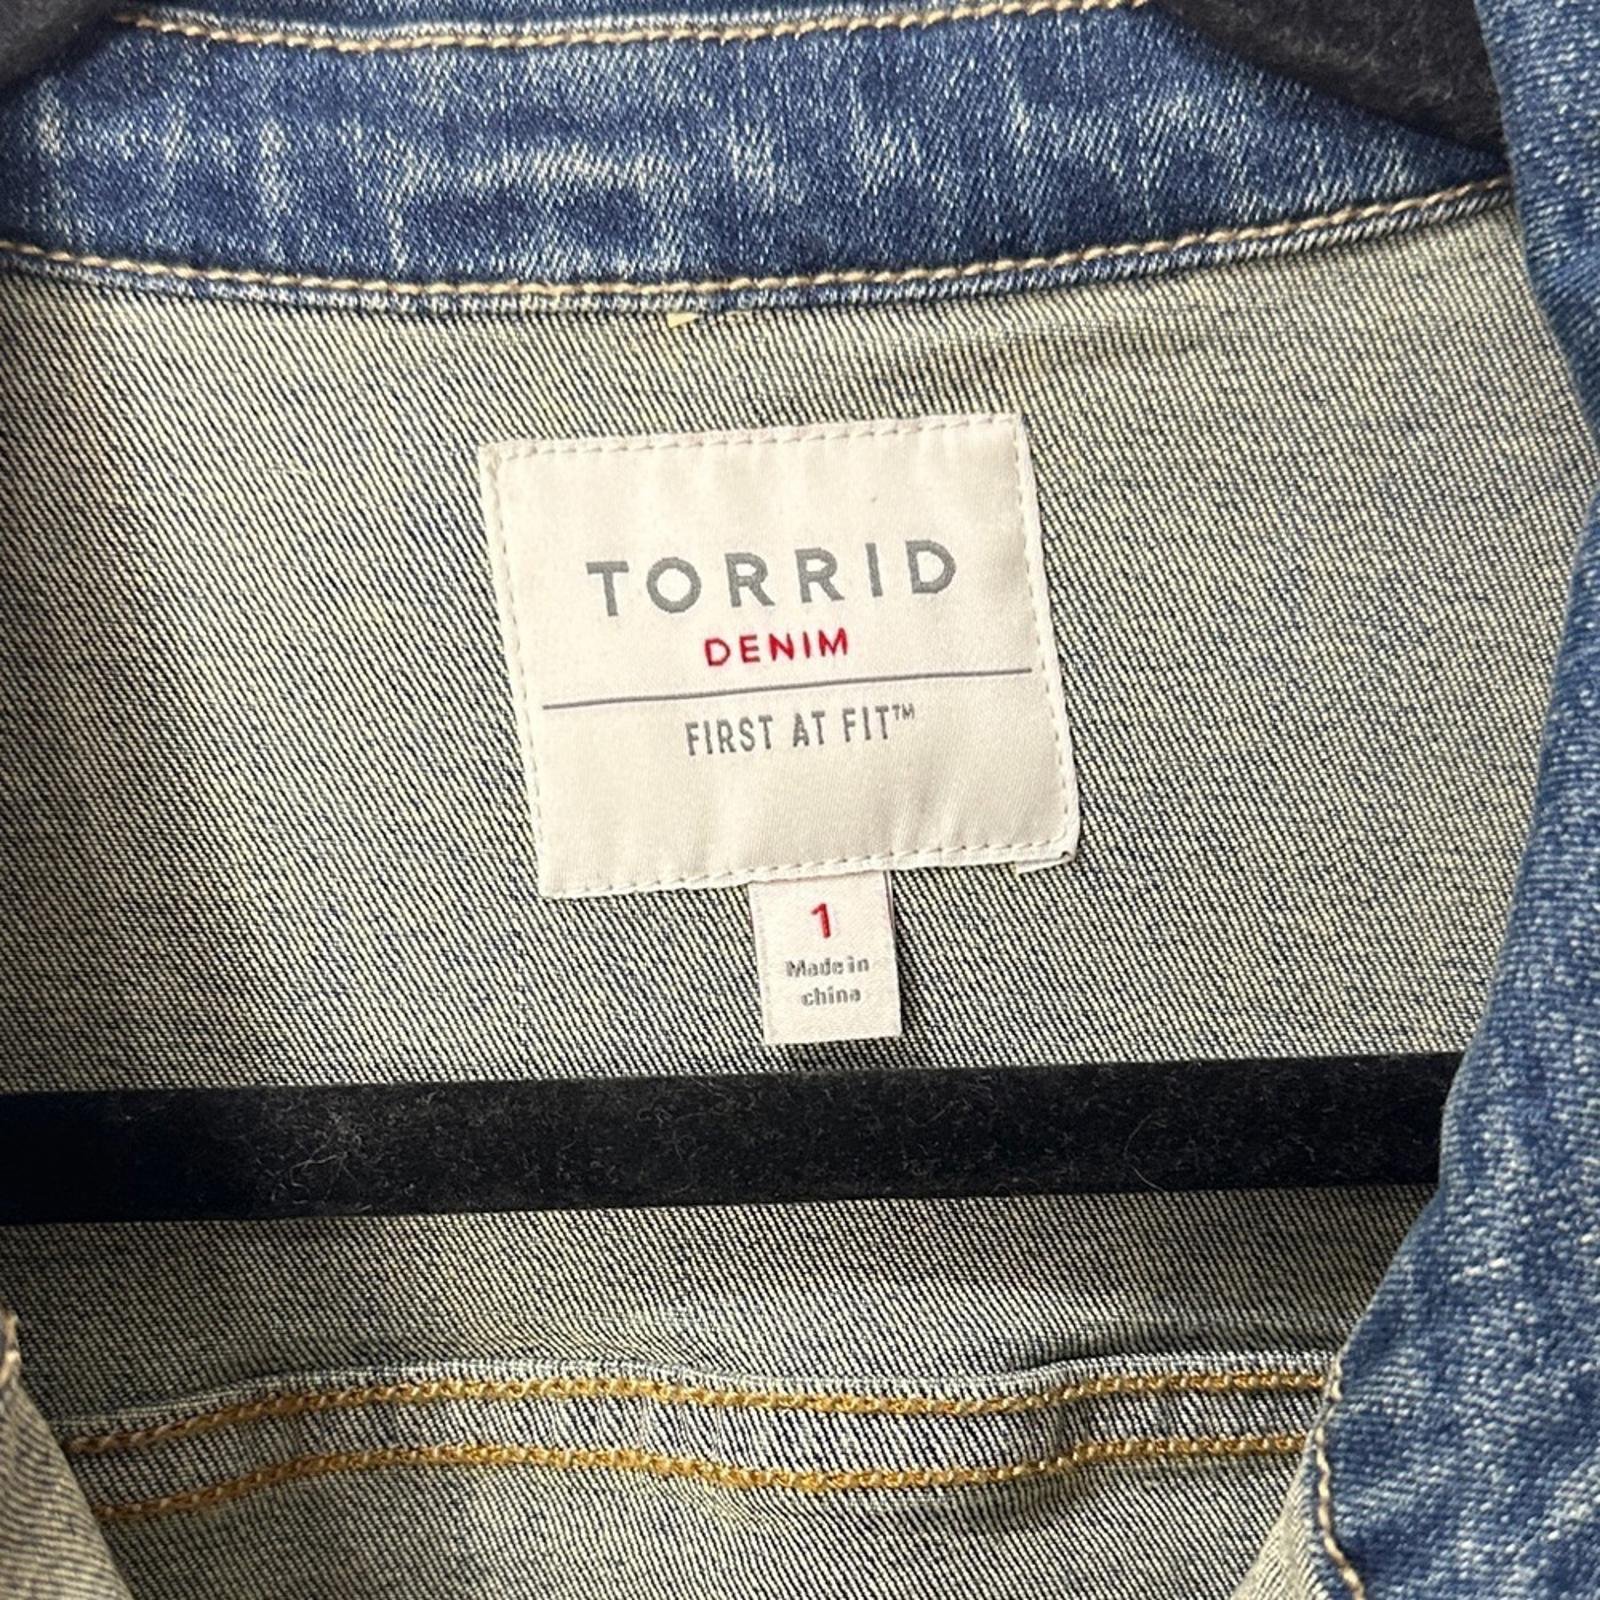 TORRID
DENIM
FIRST AT FIT™
1
Made in
china